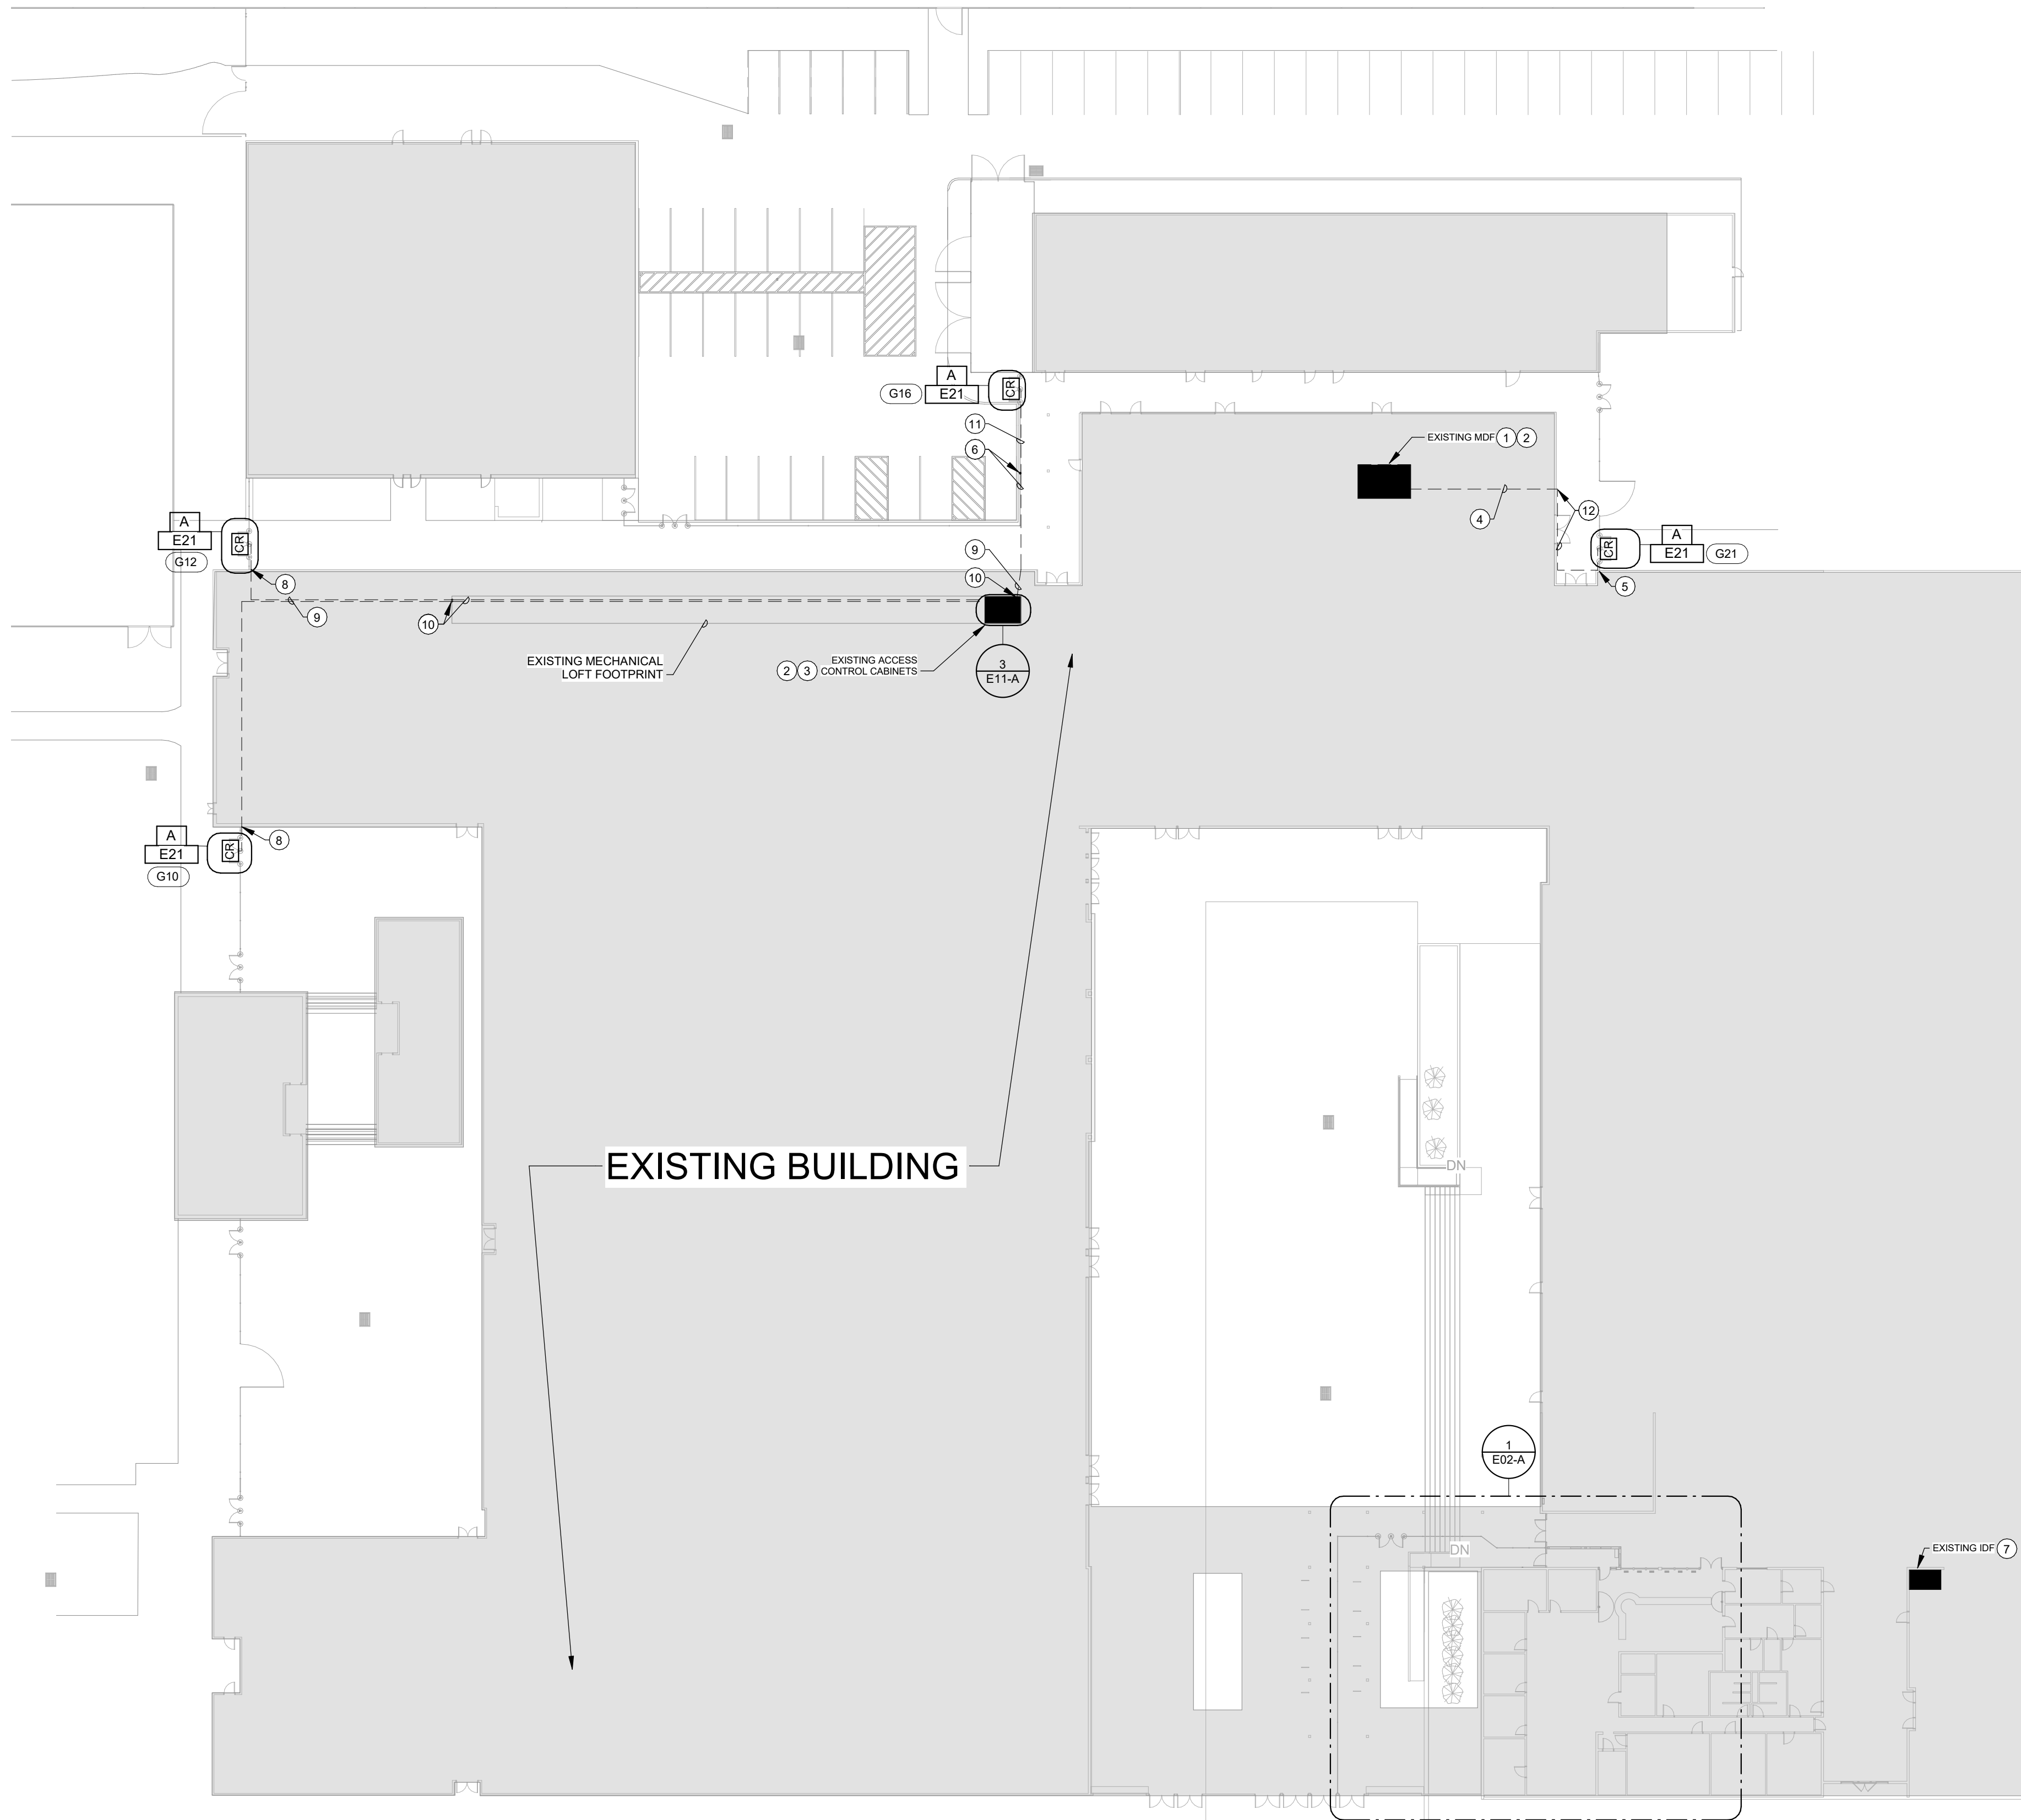 A
E21
G16
CR
11
6
EXISTING MDF 1 2
4
12
A
E21
G12
CR
8
9
10
CR
A
E21
G21
5
9
10
EXISTING MECHANICAL
LOFT FOOTPRINT
2 3 EXISTING ACCESS
CONTROL CABINETS
3
E11-A
A
E21
G10
CR
8
EXISTING BUILDING
DN
1
E02-A
DN
EXISTING IDF 7